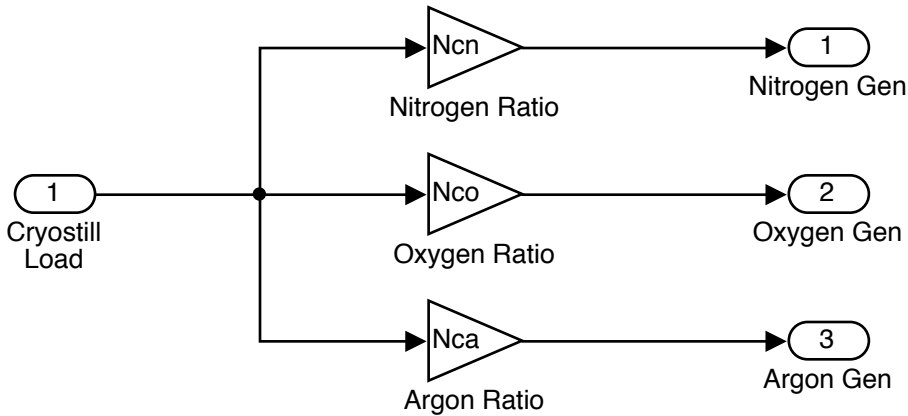 Ncn
1
Nitrogen Ratio
Nitrogen Gen
1
Nco
2
Cryostill
Load
Oxygen Ratio
Oxygen Gen
Nca
3
Argon Ratio
Argon Gen